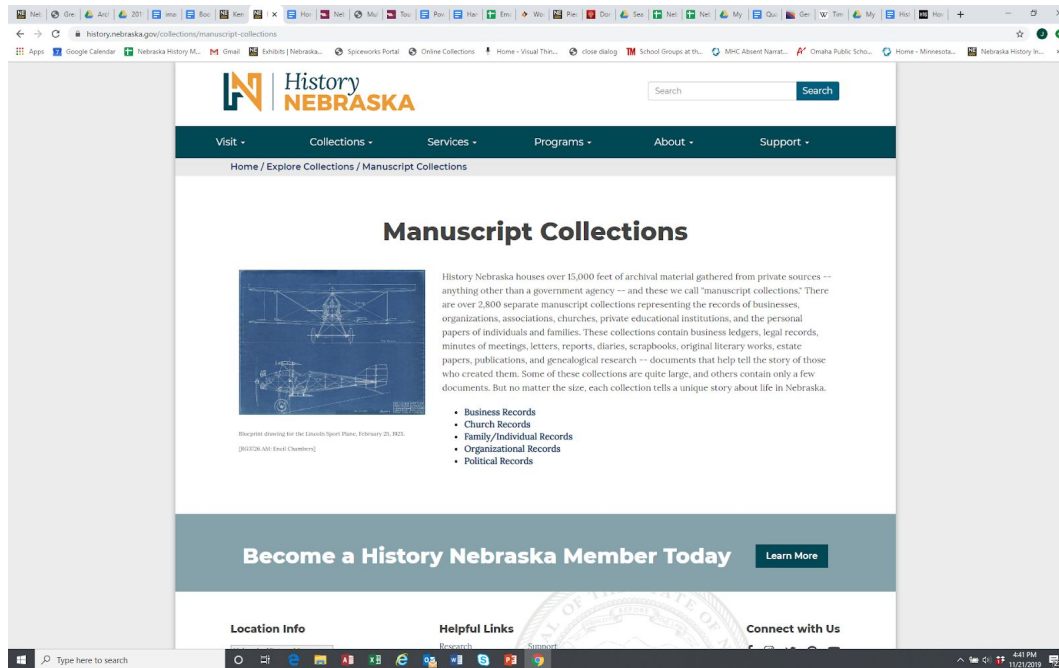 history.nebraska.gov/collections/manuscript-collections
Apps
Google Calendar
Nebraska History M...
Gmail
Exhibits | Nebraska...
Spiceworks Portal
Online Collections
Home - Visual Thin...
close dialog
School Groups at th...
MHC Absent Narrat...
Omaha Public Scho...
Home - Minnesota...
Nebraska History In...
History
NEBRASKA
Search
Search
Visit
Collections
Services
Programs
About
Support
Home / Explore Collections / Manuscript Collections
Manuscript Collections
History Nebraska houses over 15,000 feet of archival material gathered from private sources --
anything other than a government agency -- and these we call "manuscript collections." There
are over 2,800 separate manuscript collections representing the records of businesses,
organizations, associations, churches, private educational institutions, and the personal
papers of individuals and families. These collections contain business ledgers, legal records,
minutes of meetings, letters, reports, diaries, scrapbooks, original literary works, estate
papers, publications, and genealogical research -- documents that help tell the story of those
who created them. Some of these collections are quite large, and others contain only a few
documents. But no matter the size, each collection tells a unique story about life in Nebraska.
• Business Records
• Church Records
• Family/Individual Records
• Organizational Records
• Political Records
Blueprint drawing for the Lincoln Sport Plane, February 25, 1925.
Become a History Nebraska Member Today
Learn More
Location Info
Helpful Links
Connect with Us
Research
Support
Type here to search
4:41 PM
11/21/2019